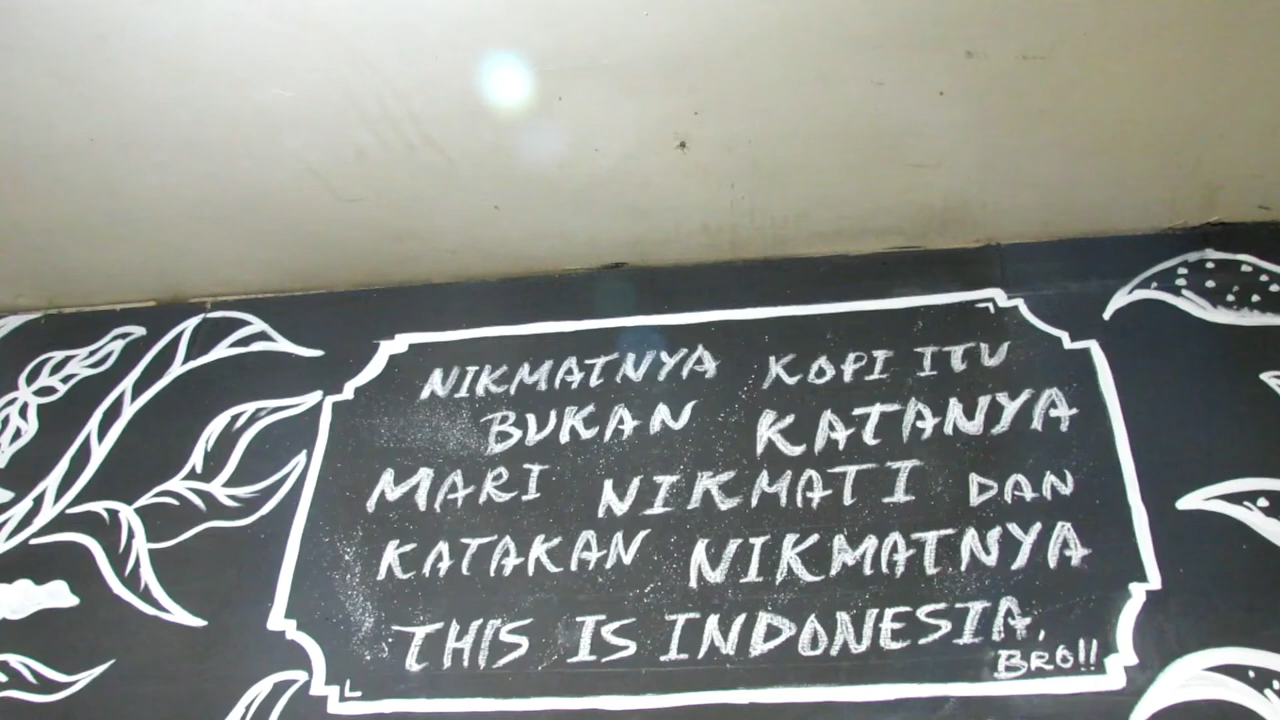 NIKMATNYA KOPI ITU
BUKAN KATANYA
MARI NIKMATI DAN
KATAKAN NIKMATNYA
THIS IS INDONESIA,
BRO!!